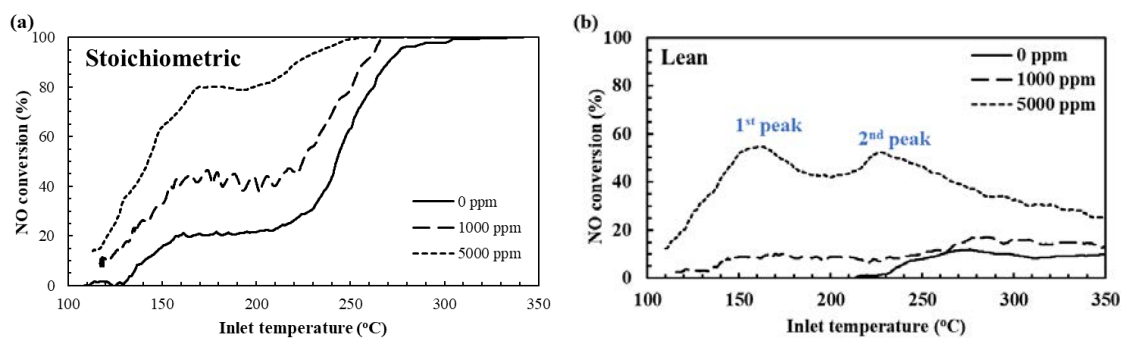 (a)
Stoichiometric
NO conversion (%)
100
80
60
40
20
0
0 ppm
1000 ppm
5000 ppm
100 150 200 250 300 350
Inlet temperature (°C)
(b)
Lean
NO conversion (%)
100
80
60
40
20
0
0 ppm
1000 ppm
5000 ppm
1st peak
2nd peak
100 150 200 250 300 350
Inlet temperature (°C)